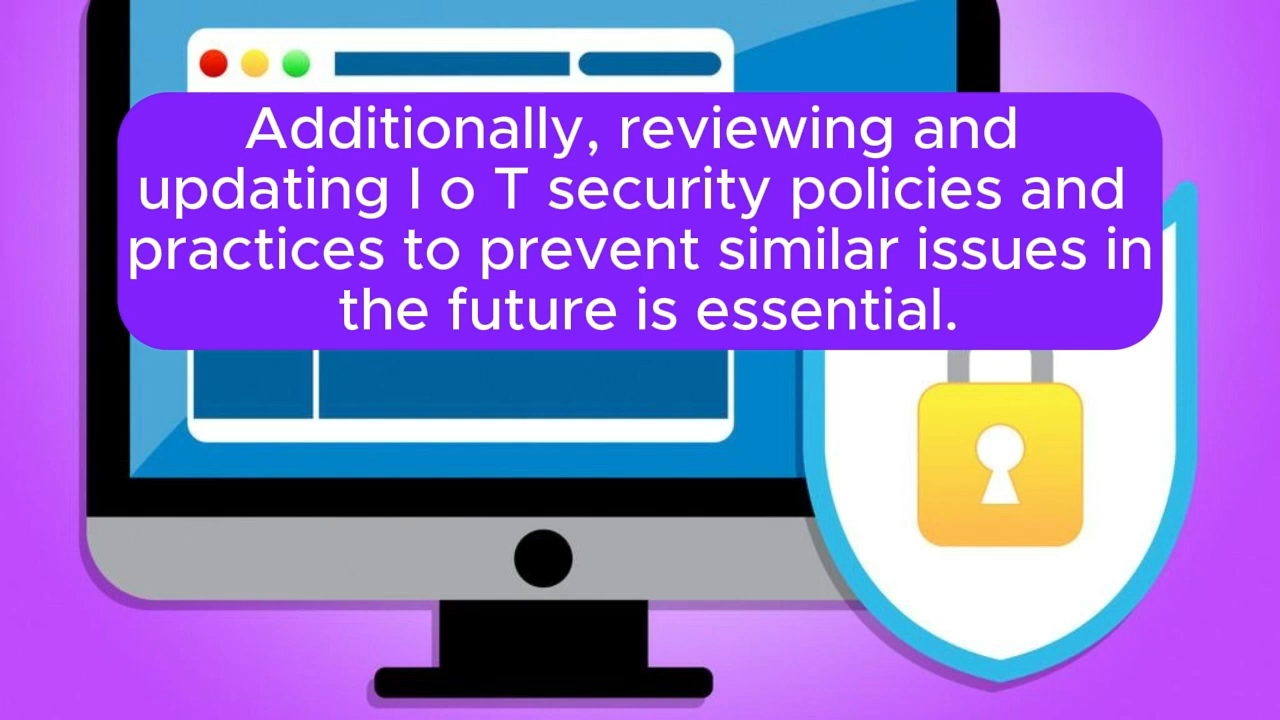 Additionally, reviewing and
updating I o T security policies and
practices to prevent similar issues in
the future is essential.